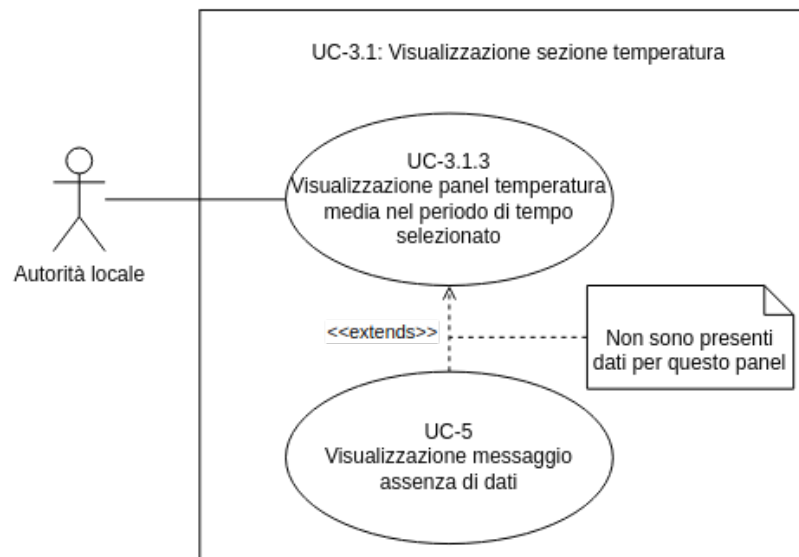 UC-3.1: Visualizzazione sezione temperatura
UC-3.1.3
Visualizzazione panel temperatura
media nel periodo di tempo
selezionato
Autorità locale
<<extends>>
Non sono presenti
dati per questo panel
UC-5
Visualizzazione messaggio
assenza di dati